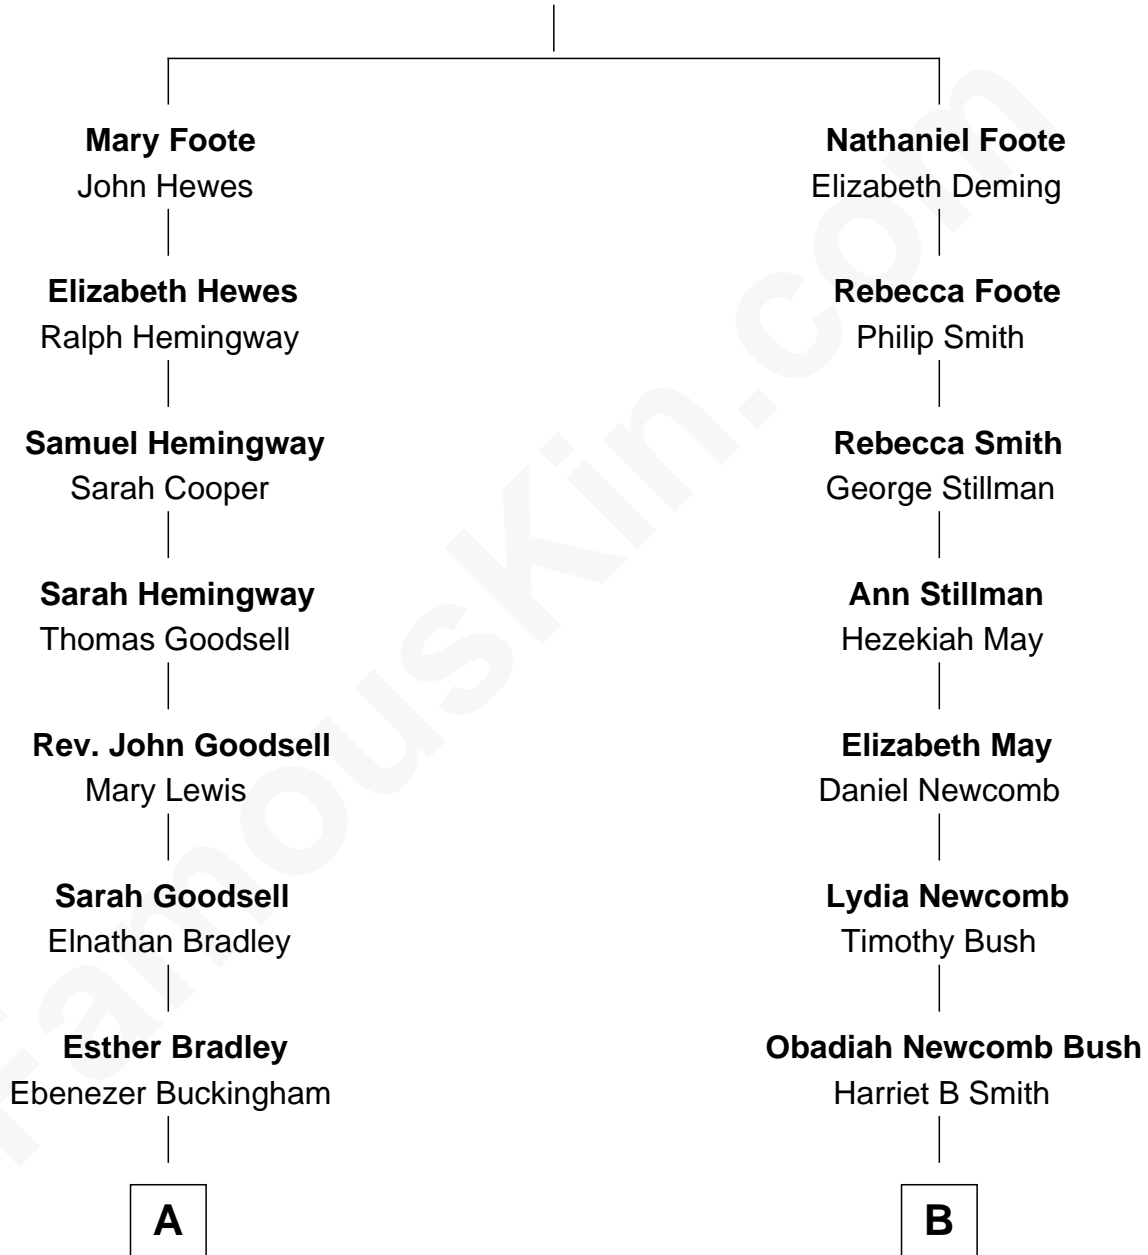 Mary Foote
John Hewes
Elizabeth Hewes
Ralph Hemingway
Samuel Hemingway
Sarah Cooper
Sarah Hemingway
Thomas Goodsell
Rev. John Goodsell
Mary Lewis
Sarah Goodsell
Elnathan Bradley
Esther Bradley
Ebenezer Buckingham
A
Nathaniel Foote
Elizabeth Deming
Rebecca Foote
Philip Smith
Rebecca Smith
George Stillman
Ann Stillman
Hezekiah May
Elizabeth May
Daniel Newcomb
Lydia Newcomb
Timothy Bush
Obadiah Newcomb Bush
Harriet B Smith
B
FamousKin.com